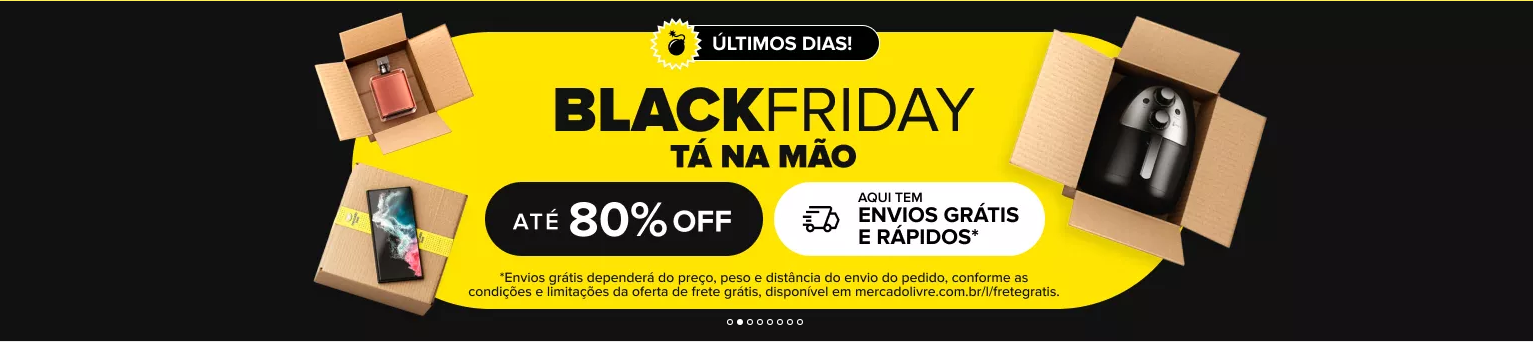 ÚLTIMOS DIAS!
BLACKFRIDAY
TÁ NA MÃO
ATÉ 80% OFF
AQUI TEM
ENVIOS GRÁTIS
E RÁPIDOS*
*Envios grátis dependerá do preço, peso e distância do envio do pedido, conforme as
condições e limitações da oferta de frete grátis, disponível em mercadolivre.com.br/l/fretegratis.